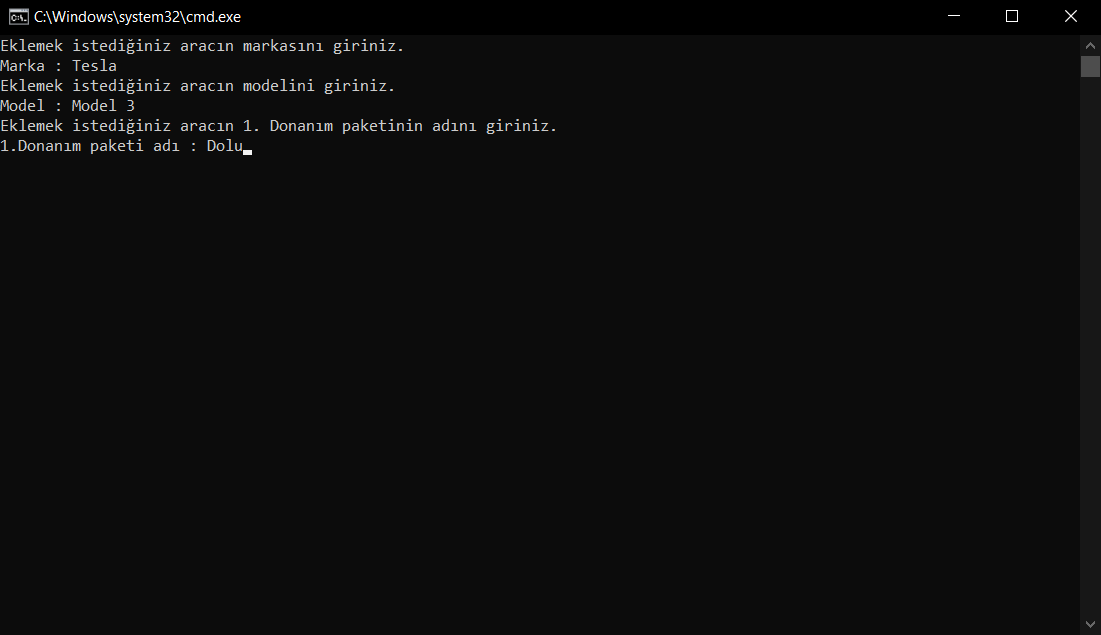 C:\Windows\system32\cmd.exe
Eklemek istediğiniz aracın markasını giriniz.
Marka : Tesla
Eklemek istediğiniz aracın modelini giriniz.
Model : Model 3
Eklemek istediğiniz aracın 1. Donanım paketinin adını giriniz.
1.Donanım paketi adı : Dolu